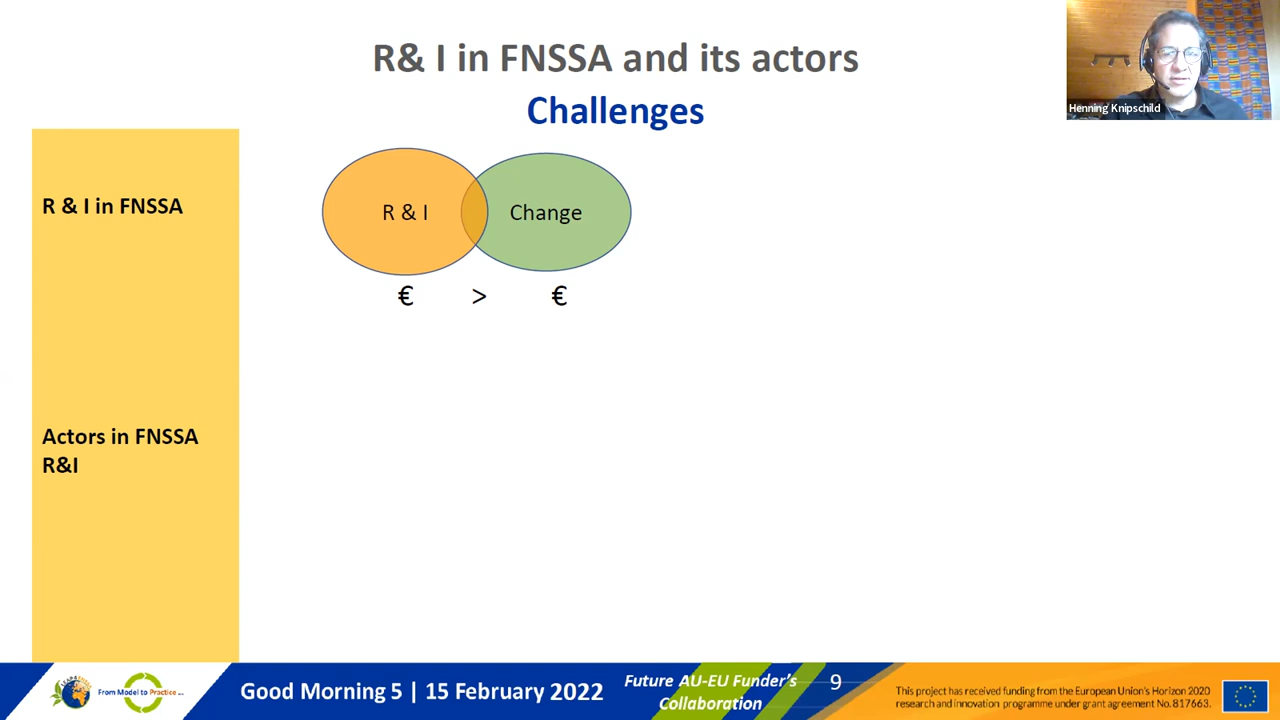 R& I in FNSSA and its actors
Challenges
Henning Knipschild
R & I in FNSSA
R & I
Change
€ > €
Actors in FNSSA
R&I
From Model to Practice
Good Morning 5 | 15 February 2022
Future AU-EU Funder's
Collaboration
9
This project has received funding from the European Union's Horizon 2020
research and innovation programme under grant agreement No. 817663.